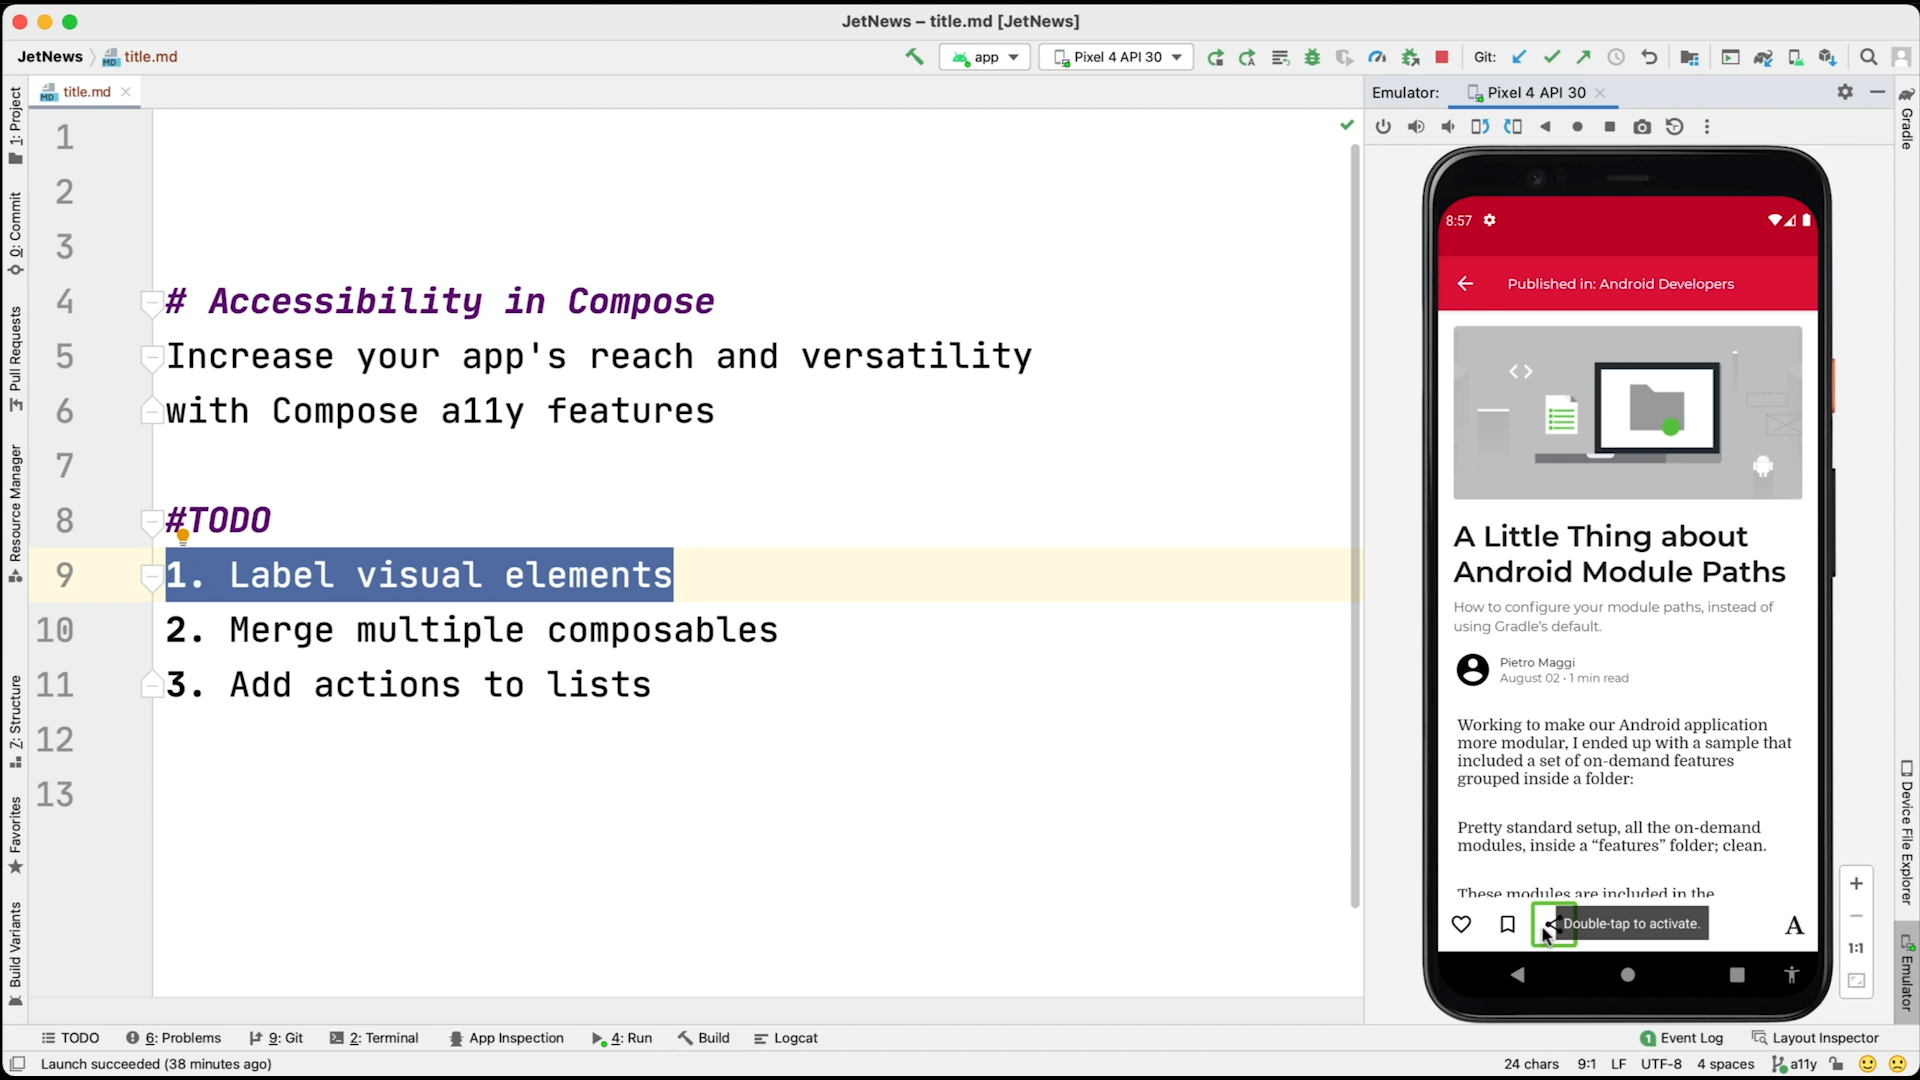 JetNews – title.md [JetNews]
JetNews
title.md
app
Pixel 4 API 30
Git:
title.md
Emulator:
Pixel 4 API 30
1: Project
0: Commit
Pull Requests
Resource Manager
Z: Structure
Favorites
Build Variants
1
2
3
4
5
6
7
8
9
10
11
12
13
# Accessibility in Compose
Increase your app's reach and versatility
with Compose a11y features
#TODO
1. Label visual elements
2. Merge multiple composables
3. Add actions to lists
8:57
Published in: Android Developers
A Little Thing about
Android Module Paths
How to configure your module paths, instead of
using Gradle's default.
Pietro Maggi
August 02 • 1 min read
Working to make our Android application
more modular, I ended up with a sample that
included a set of on-demand features
grouped inside a folder:
Pretty standard setup, all the on-demand
modules, inside a “features” folder; clean.
These modules are included in the
Double-tap to activate.
A
1:1
Gradle
Device File Explorer
Emulator
TODO
6: Problems
9: Git
2: Terminal
App Inspection
4: Run
Build
Logcat
1 Event Log
Layout Inspector
Launch succeeded (38 minutes ago)
24 chars
9:1
LF
UTF-8
4 spaces
a11y